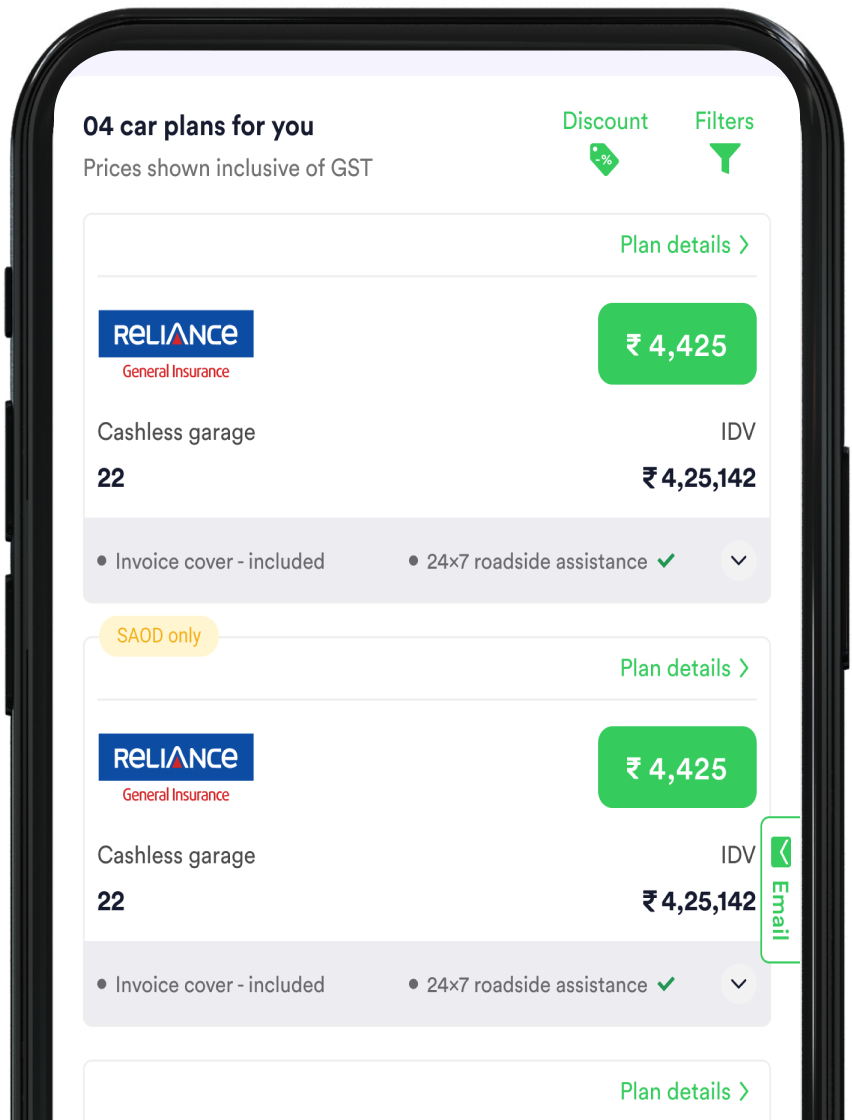 04 car plans for you
Discount
Filters
Prices shown inclusive of GST
-%
Plan details
RELIANCE
General Insurance
₹ 4,425
Cashless garage
IDV
22
₹ 4,25,142
Invoice cover - included
24×7 roadside assistance
SAOD only
Plan details
RELIANCE
General Insurance
₹ 4,425
Cashless garage
IDV
22
₹ 4,25,142
Email
Invoice cover - included
24×7 roadside assistance
Plan details